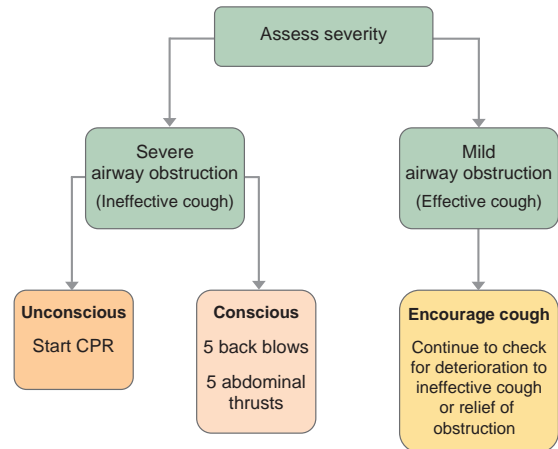 Assess severity
Severe
airway obstruction
(Ineffective cough)
Mild
airway obstruction
(Effective cough)
Unconscious
Start CPR
Conscious
5 back blows
5 abdominal
thrusts
Encourage cough
Continue to check
for deterioration to
ineffective cough
or relief of
obstruction